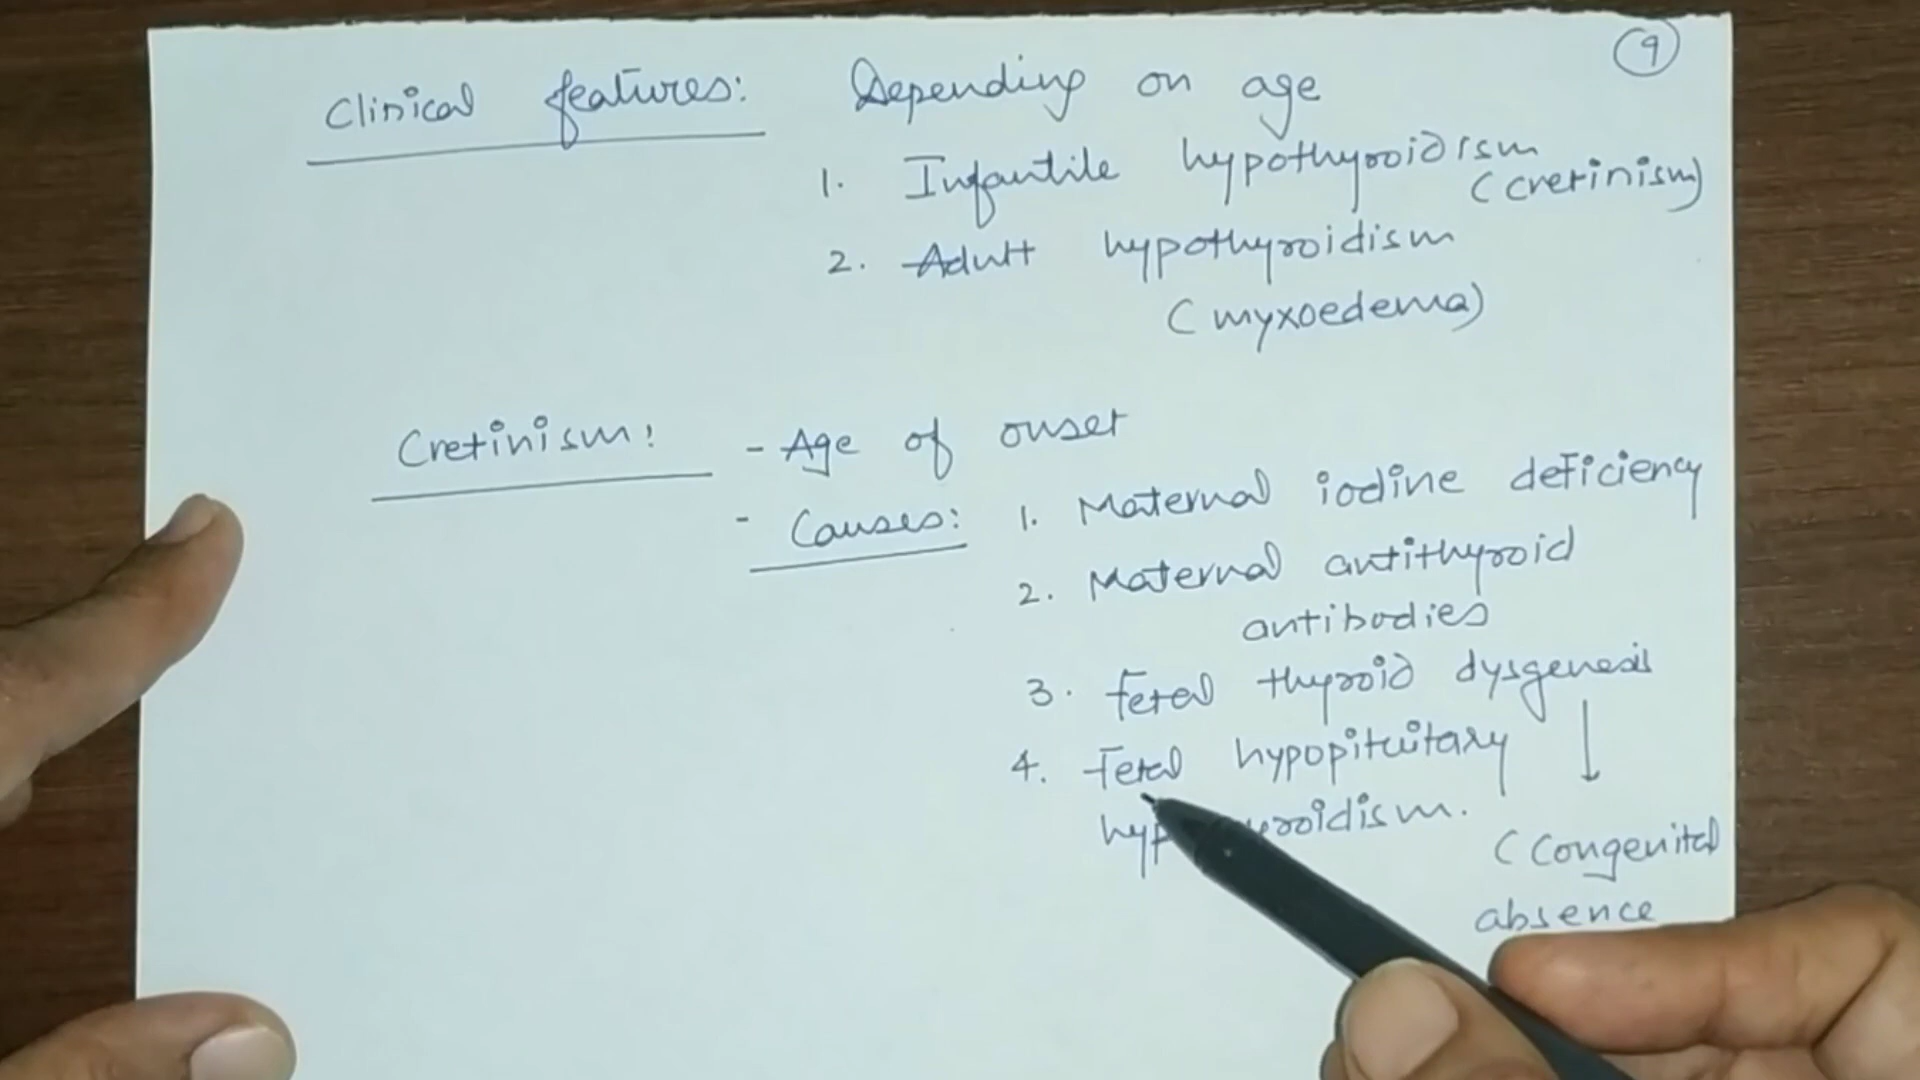 9
Clinical features: Depending on age
1. Infantile hypothyroidism
(cretinism)
2. Adult hypothyroidism
(myxoedema)
Cretinism: - Age of onset
- Causes: 1. Maternal iodine deficiency
2. Maternal antithyroid
antibodies
3. Fetal thyroid dysgenesis
4. Fetal hypopituitary
(congenital
absence